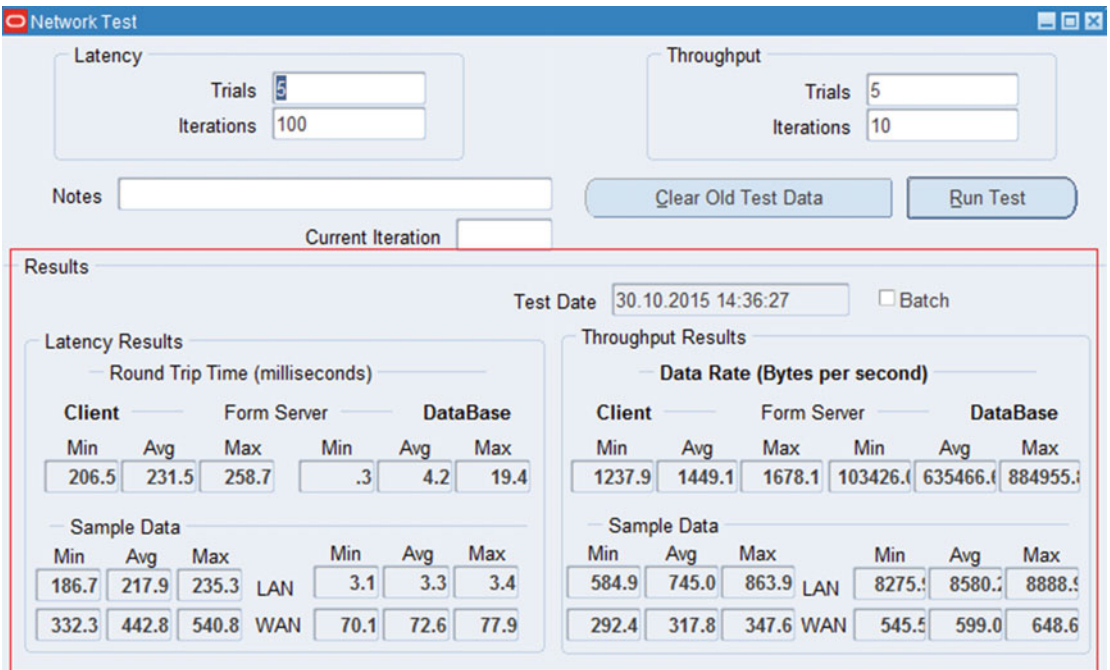 Network Test
Latency
Throughput
Trials 5
Trials 5
Iterations 100
Iterations 10
Notes
Clear Old Test Data
Run Test
Current Iteration
Results
Test Date 30.10.2015 14:36:27 Batch
Latency Results
Throughput Results
Round Trip Time (milliseconds)
Data Rate (Bytes per second)
Client Form Server DataBase
Client Form Server DataBase
Min Avg Max Min Avg Max
Min Avg Max Min Avg Max
206.5 231.5 258.7 .3 4.2 19.4
1237.9 1449.1 1678.1 103426. 635466. 884955.
Sample Data
Sample Data
Min Avg Max Min Avg Max
Min Avg Max Min Avg Max
186.7 217.9 235.3 LAN 3.1 3.3 3.4
584.9 745.0 863.9 LAN 8275. 8580. 8888.
332.3 442.8 540.8 WAN 70.1 72.6 77.9
292.4 317.8 347.6 WAN 545.5 599.0 648.6